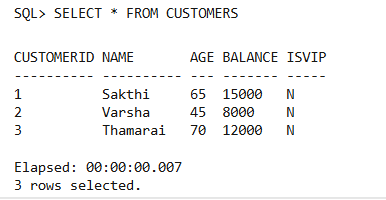 SQL> SELECT * FROM CUSTOMERS
CUSTOMERID NAME       AGE BALANCE ISVIP
---------- ---------- --- ------- -----
1          Sakthi     65  15000   N
2          Varsha     45  8000    N
3          Thamarai   70  12000   N
Elapsed: 00:00:00.007
3 rows selected.